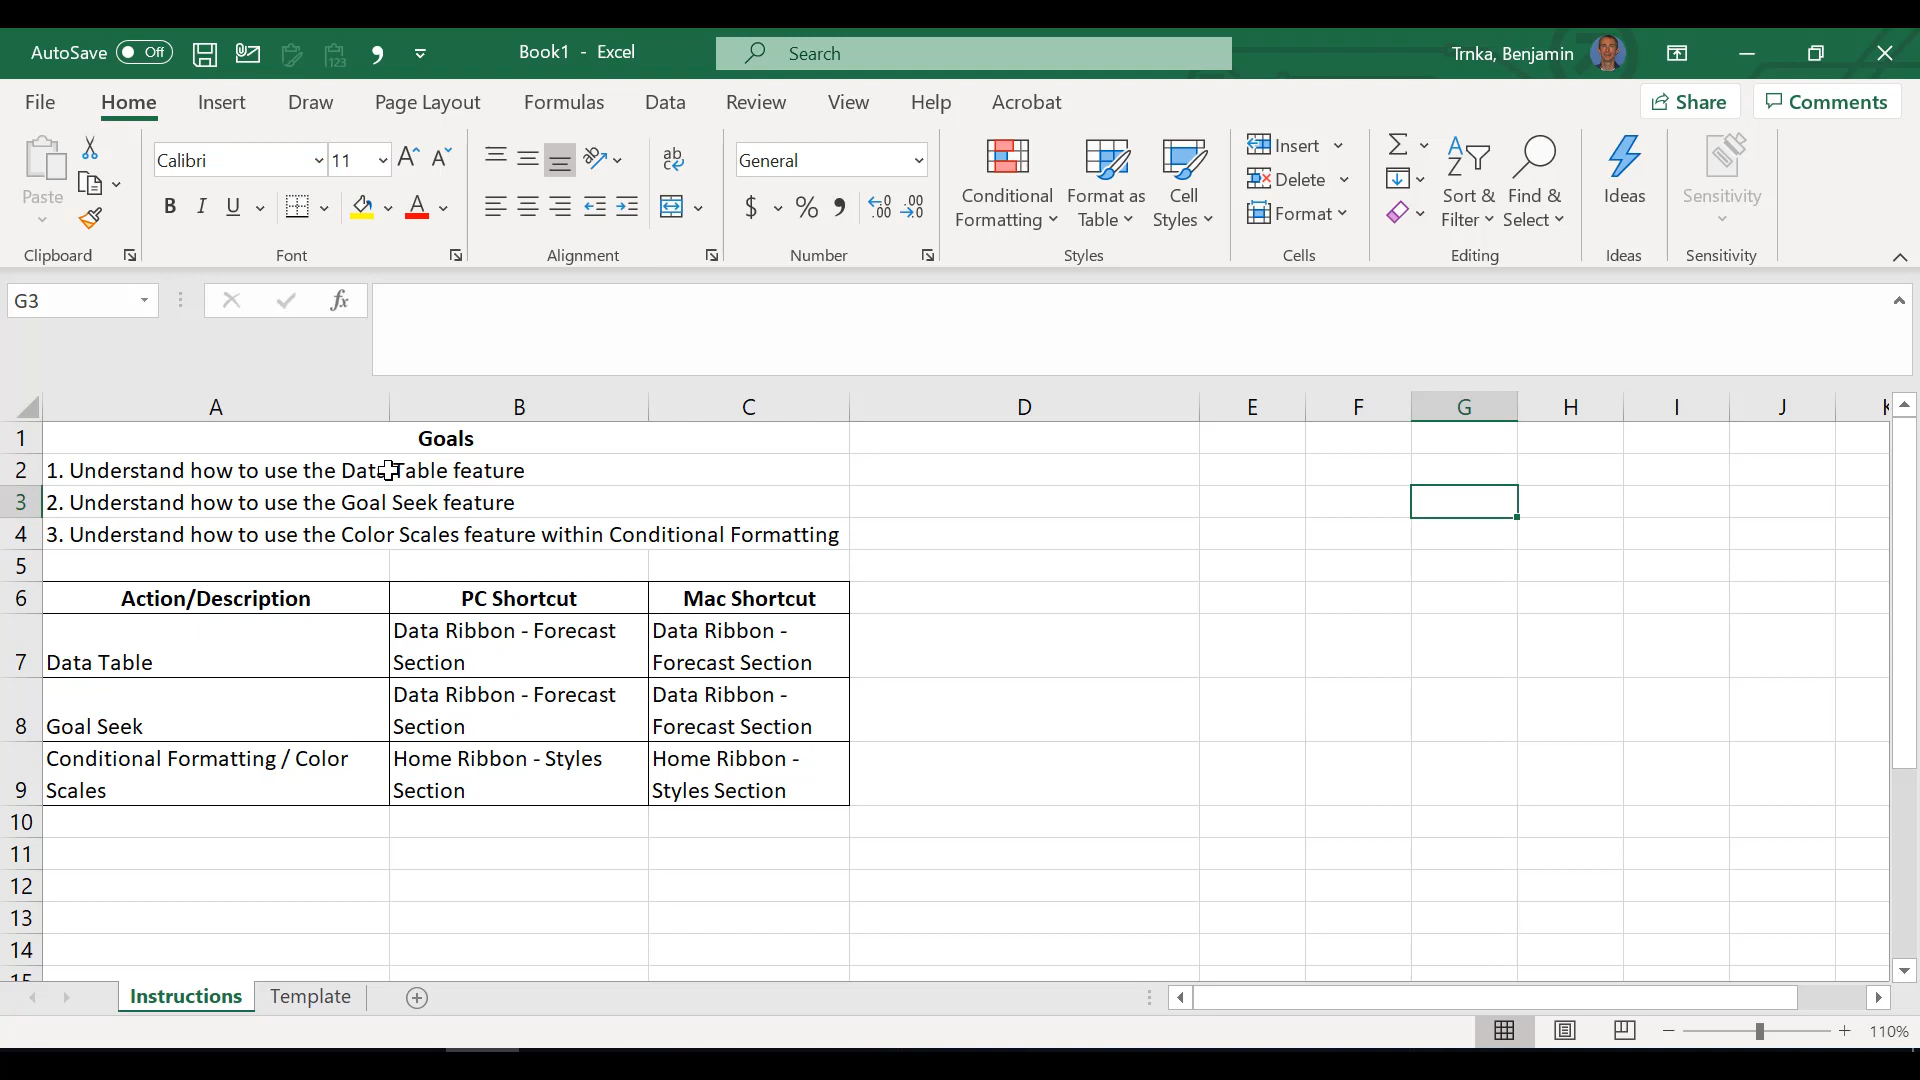 AutoSave Off Book1 - Excel Search Trnka, Benjamin
File Home Insert Draw Page Layout Formulas Data Review View Help Acrobat Share Comments
Paste
Clipboard
Calibri 11
B I U A
Font
ab
Alignment
General
$ % 9 .00 .00
Number
Conditional Formatting
Format as Table
Cell Styles
Styles
Insert
Delete
Format
Cells
Sort & Filter
Find & Select
Editing
Ideas
Ideas
Sensitivity
Sensitivity
G3 fx
A B C D E F G H I J K
1 Goals
2 1. Understand how to use the Data Table feature
3 2. Understand how to use the Goal Seek feature
4 3. Understand how to use the Color Scales feature within Conditional Formatting
5
6 Action/Description PC Shortcut Mac Shortcut
Data Ribbon - Forecast Data Ribbon -
7 Data Table Section Forecast Section
Data Ribbon - Forecast Data Ribbon -
8 Goal Seek Section Forecast Section
Conditional Formatting / Color Home Ribbon - Styles Home Ribbon -
9 Scales Section Styles Section
10
11
12
13
14
15
Instructions Template
110%